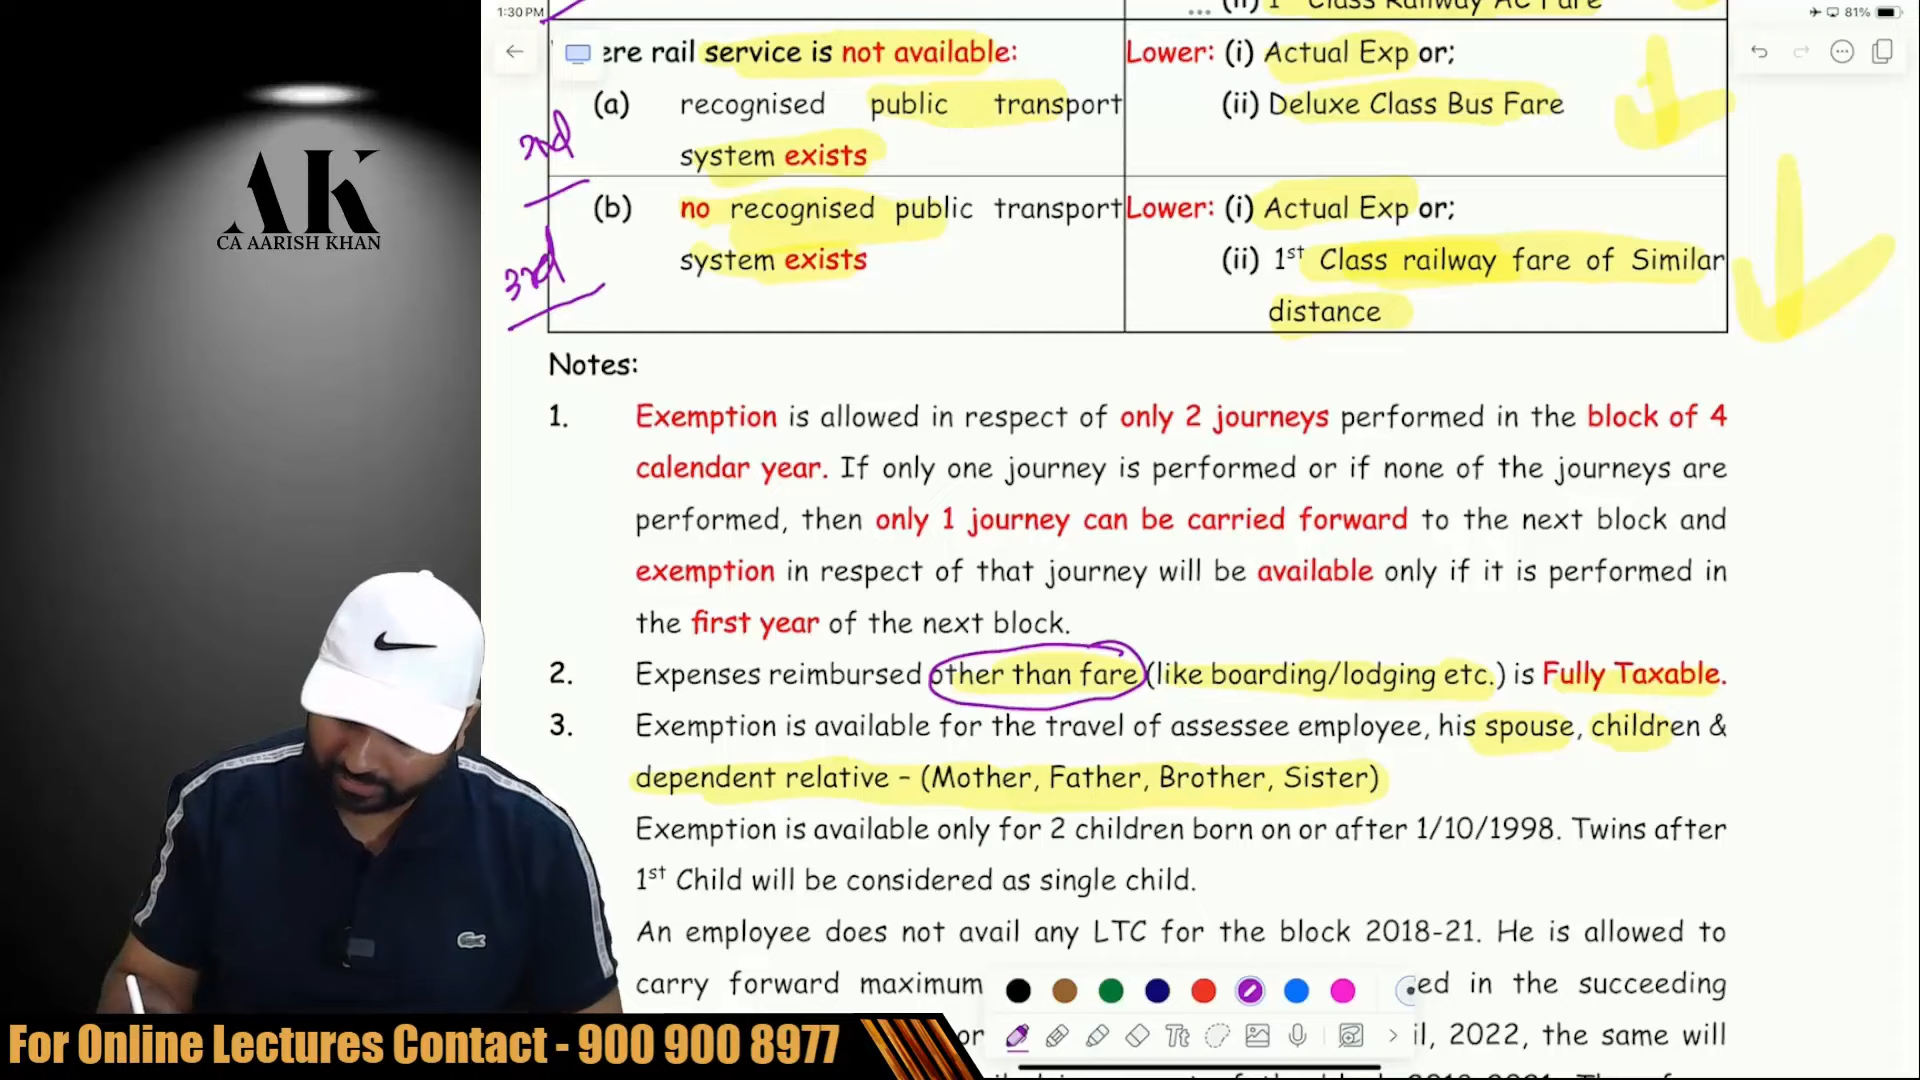 1:30 PM
(ii) 1st Class Railway AC Fare
81%
ere rail service is not available:
Lower: (i) Actual Exp or;
(a) recognised public transport
(ii) Deluxe Class Bus Fare
2nd
system exists
(b) no recognised public transport
Lower: (i) Actual Exp or;
3rd
system exists
(ii) 1st Class railway fare of Similar
distance
AK
CA AARISH KHAN
Notes:
1. Exemption is allowed in respect of only 2 journeys performed in the block of 4
calendar year. If only one journey is performed or if none of the journeys are
performed, then only 1 journey can be carried forward to the next block and
exemption in respect of that journey will be available only if it is performed in
the first year of the next block.
2. Expenses reimbursed other than fare (like boarding/lodging etc.) is Fully Taxable.
3. Exemption is available for the travel of assessee employee, his spouse, children &
dependent relative – (Mother, Father, Brother, Sister)
Exemption is available only for 2 children born on or after 1/10/1998. Twins after
1st Child will be considered as single child.
An employee does not avail any LTC for the block 2018-21. He is allowed to
carry forward maximum ed in the succeeding
or il, 2022, the same will
Tt
For Online Lectures Contact - 900 900 8977